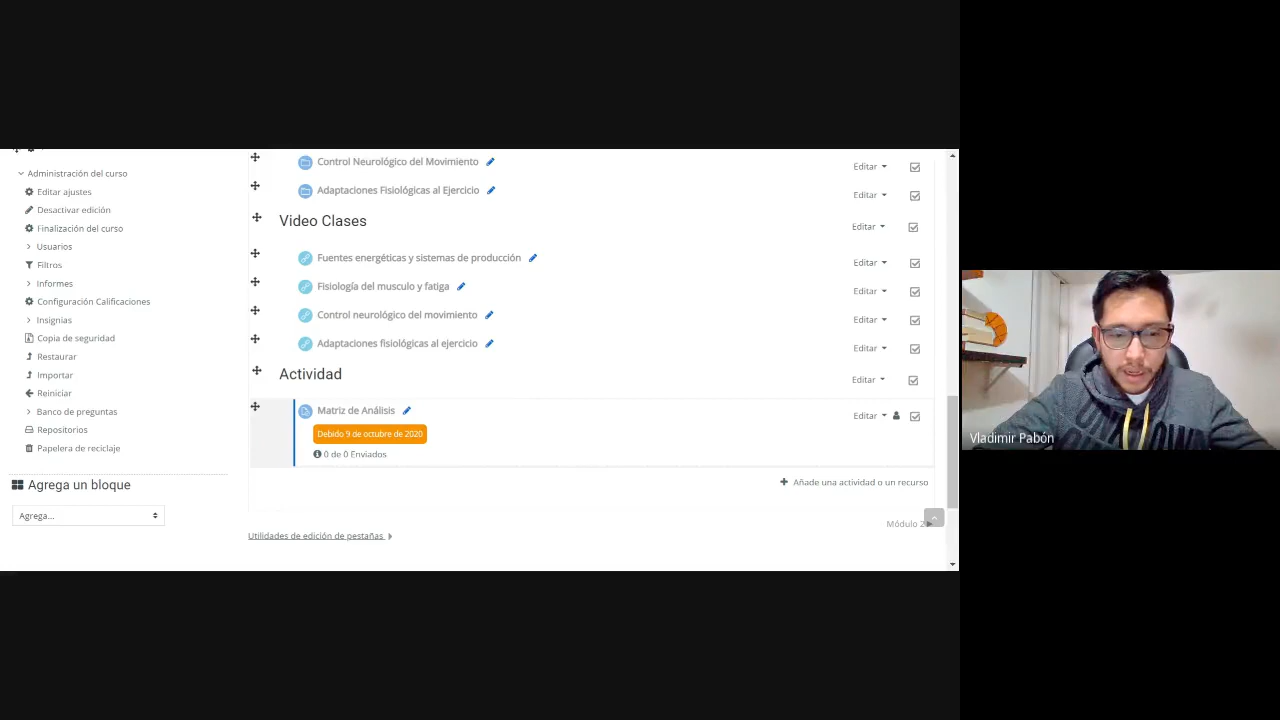 Administración del curso
Editar ajustes
Desactivar edición
Finalización del curso
Usuarios
Filtros
Informes
Configuración Calificaciones
Insignias
Copia de seguridad
Restaurar
Importar
Reiniciar
Banco de preguntas
Repositorios
Papelera de reciclaje
Agrega un bloque
Agrega...
Control Neurológico del Movimiento
Editar
Adaptaciones Fisiológicas al Ejercicio
Editar
Video Clases
Editar
Fuentes energéticas y sistemas de producción
Editar
Fisiología del musculo y fatiga
Editar
Control neurológico del movimiento
Editar
Adaptaciones fisiológicas al ejercicio
Editar
Actividad
Editar
Matriz de Análisis
Editar
Debido 9 de octubre de 2020
0 de 0 Enviados
Añade una actividad o un recurso
Módulo 2
Utilidades de edición de pestañas
Vladimir Pabón